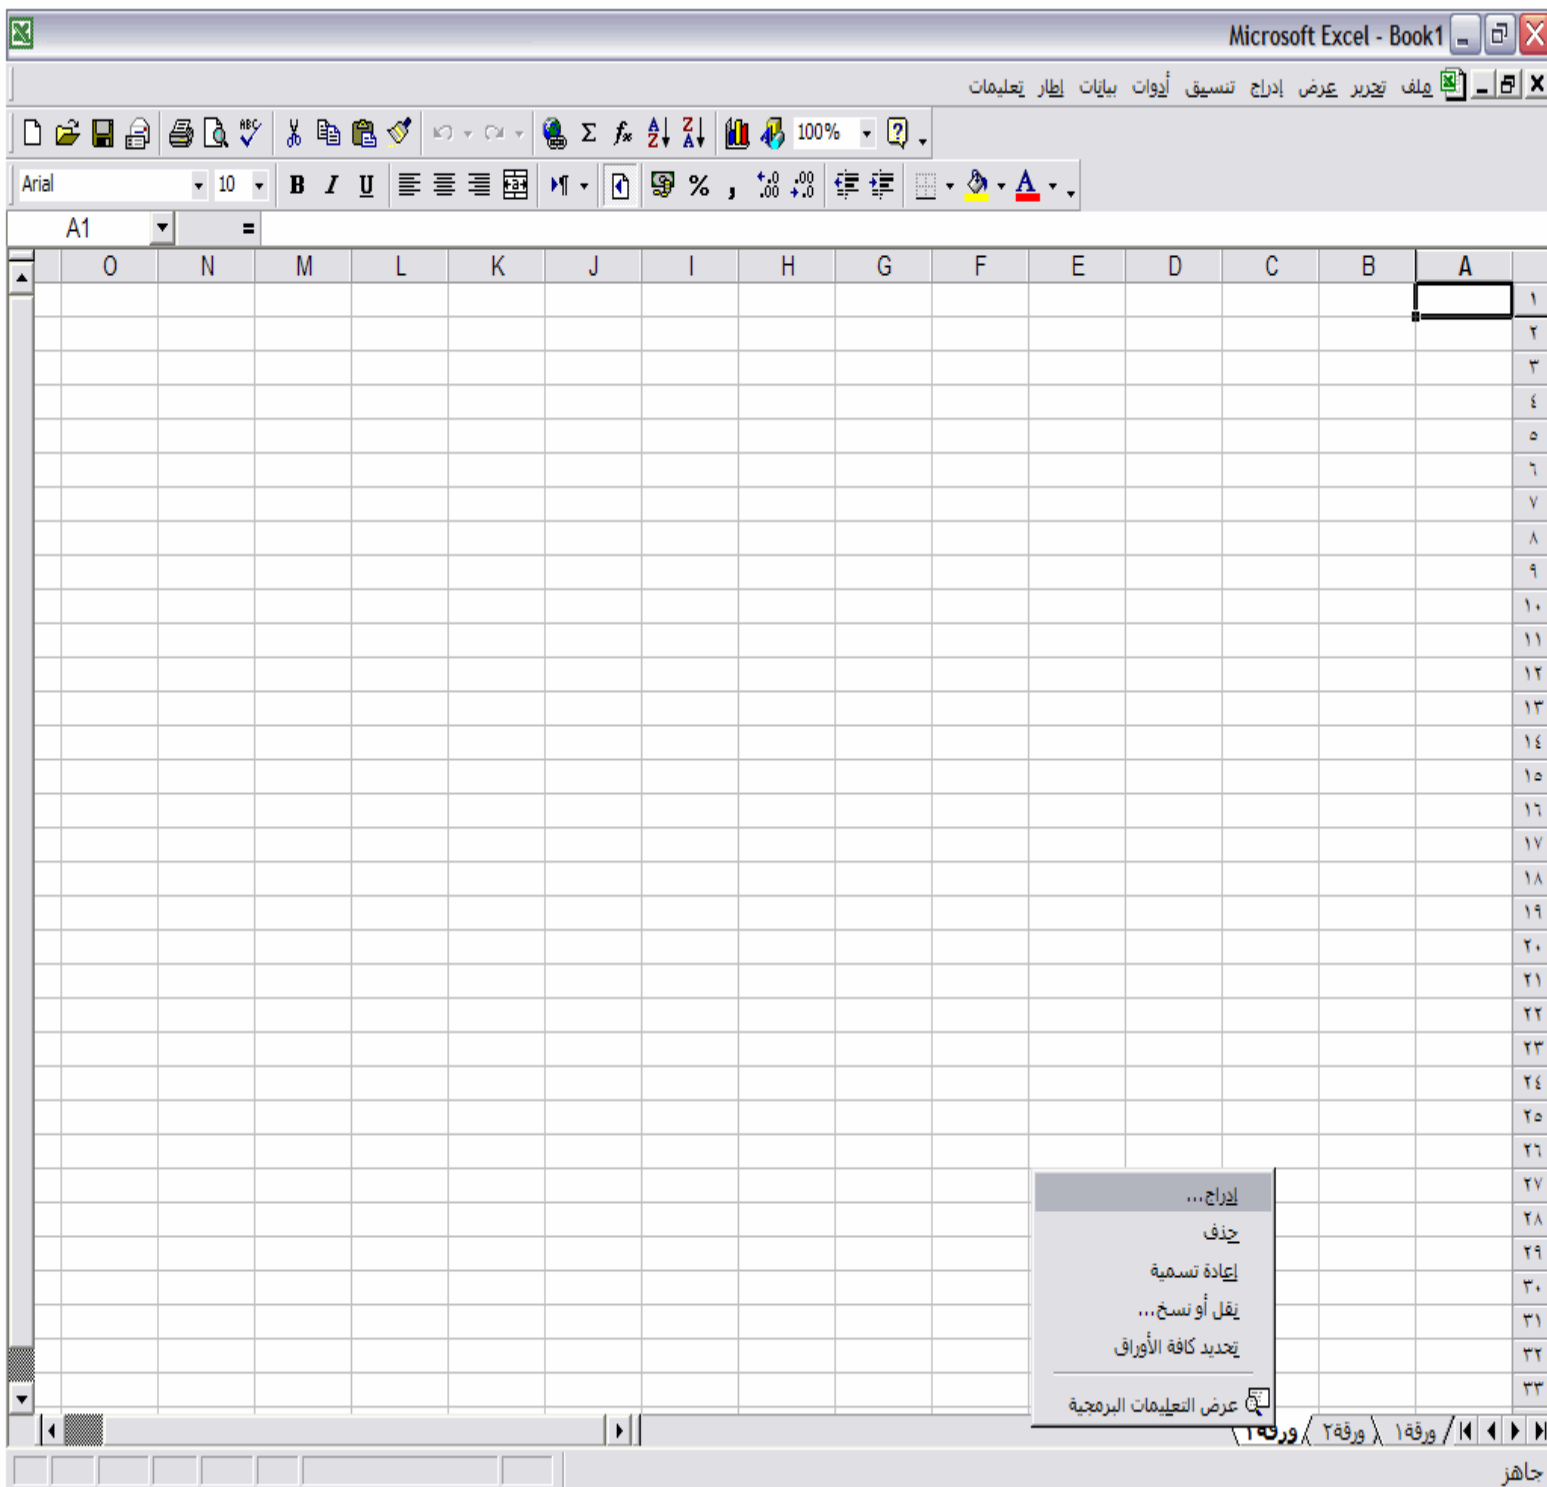 Microsoft Excel - Book1
ملف تحرير عرض إدراج تنسيق أدوات بيانات إطار تعليمات
ABC Σ fx A Z Z A 100% ?
Arial 10 B I U % , A
A1 =
A B C D E F G H I J K L M N O
١
٢
٣
٤
٥
٦
٧
٨
٩
١٠
١١
١٢
١٣
١٤
١٥
١٦
١٧
١٨
١٩
٢٠
٢١
٢٢
٢٣
٢٤
٢٥
٢٦
٢٧
٢٨
٢٩
٣٠
٣١
٣٢
٣٣
إدراج...
حذف
إعادة تسمية
نقل أو نسخ...
تحديد كافة الأوراق
عرض التعليمات البرمجية
ورقة١ ورقة٢
جاهز